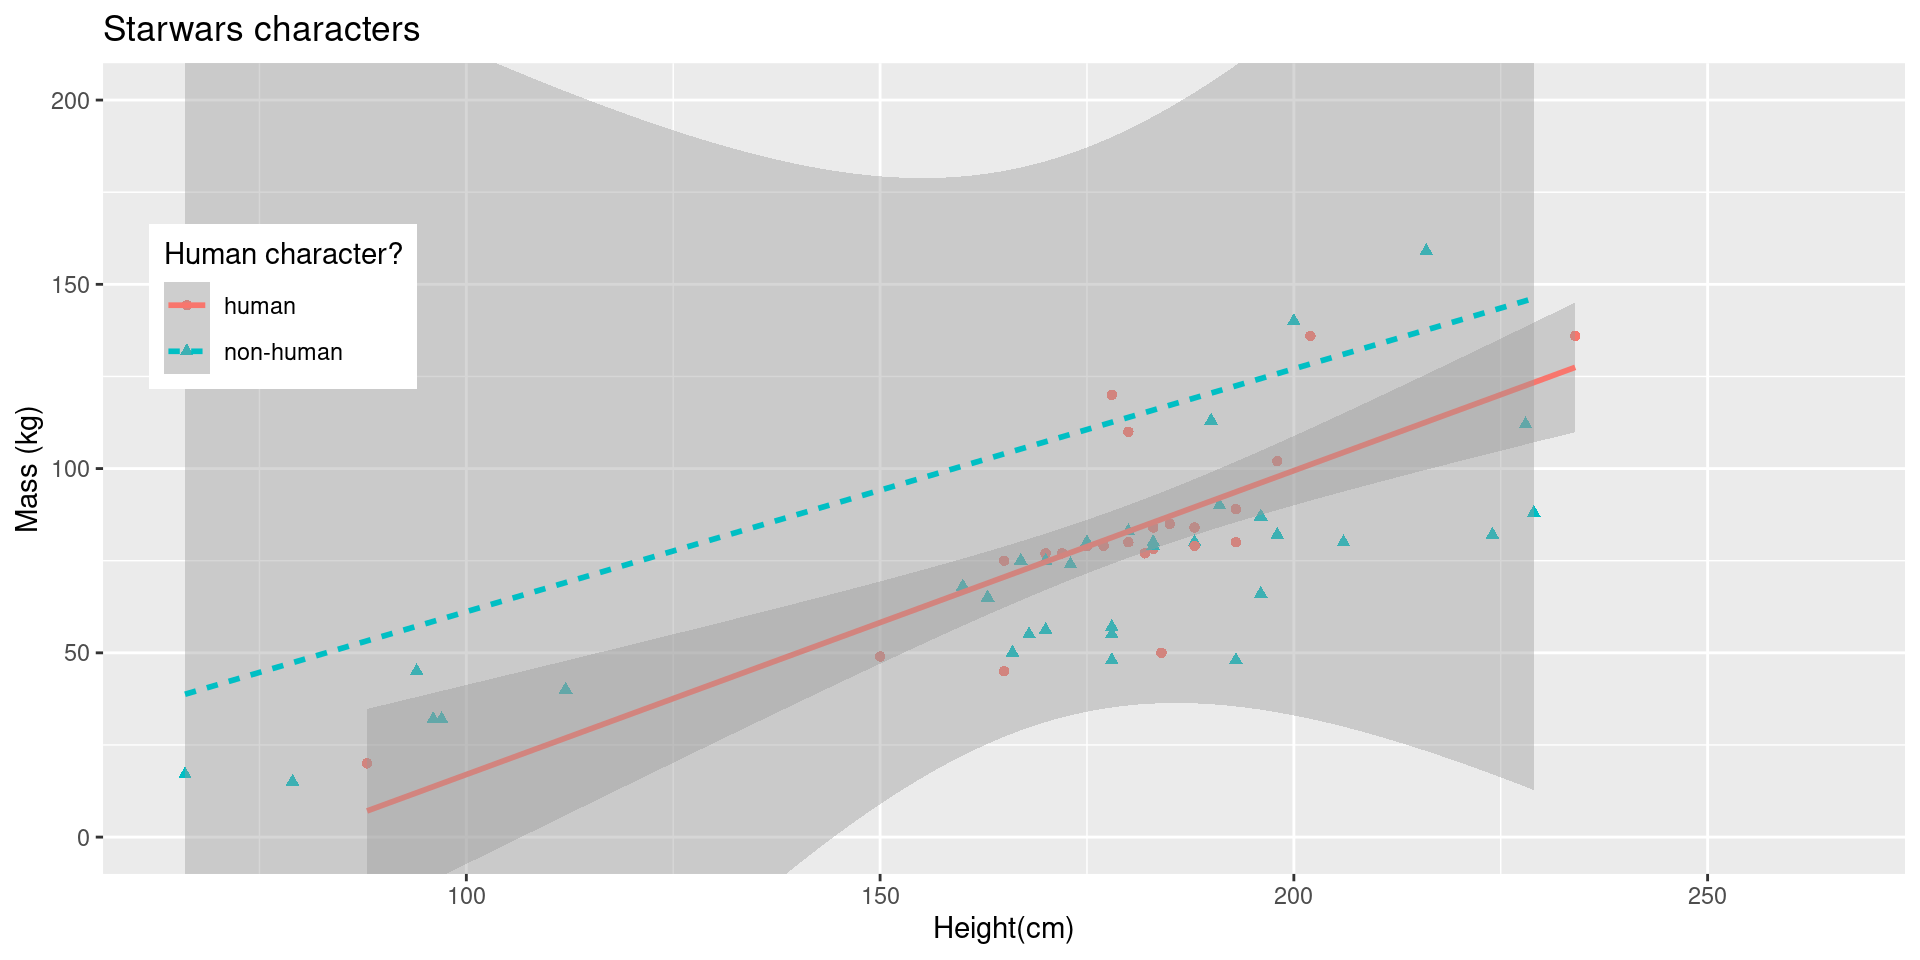 Starwars characters
200
150
100
50
0
Mass (kg)
Human character?
human
non-human
100
150
200
250
Height(cm)